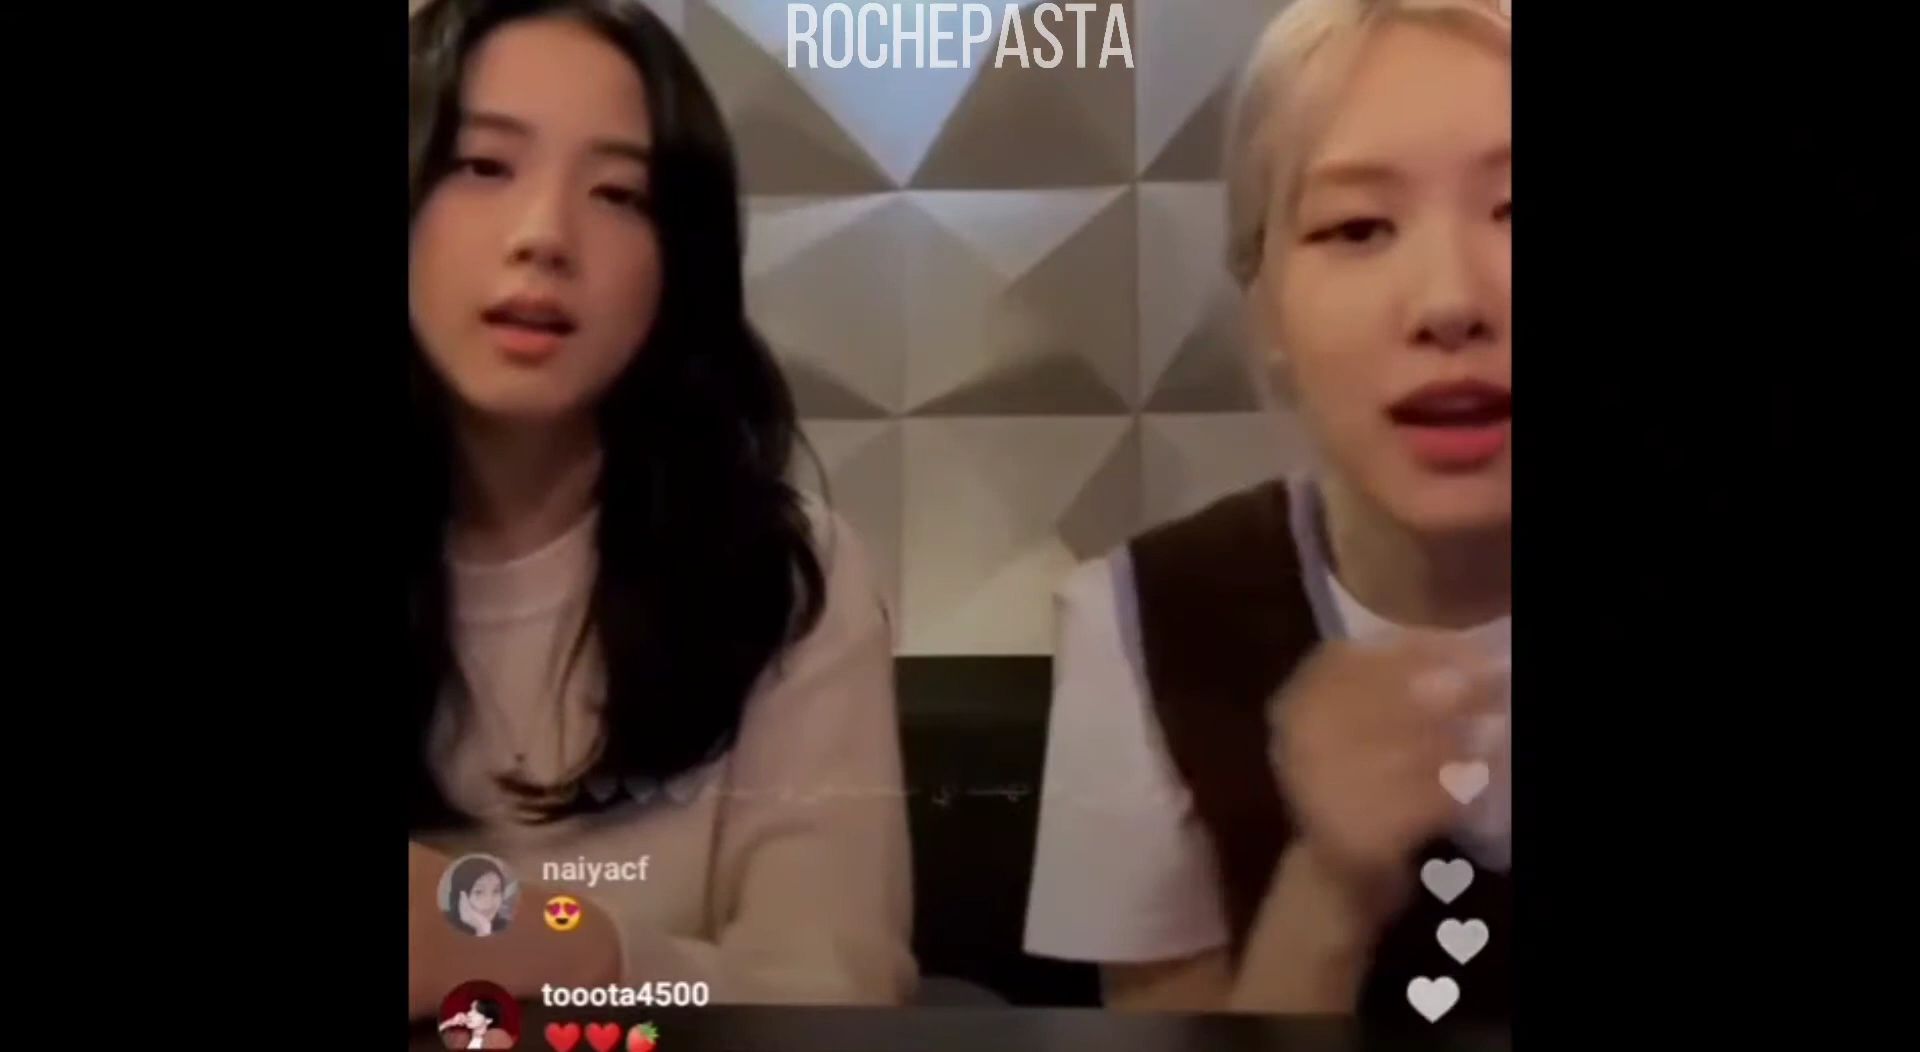 ROCHEPASTA
naiyacf
😍
tooota4500
❤️❤️🍓